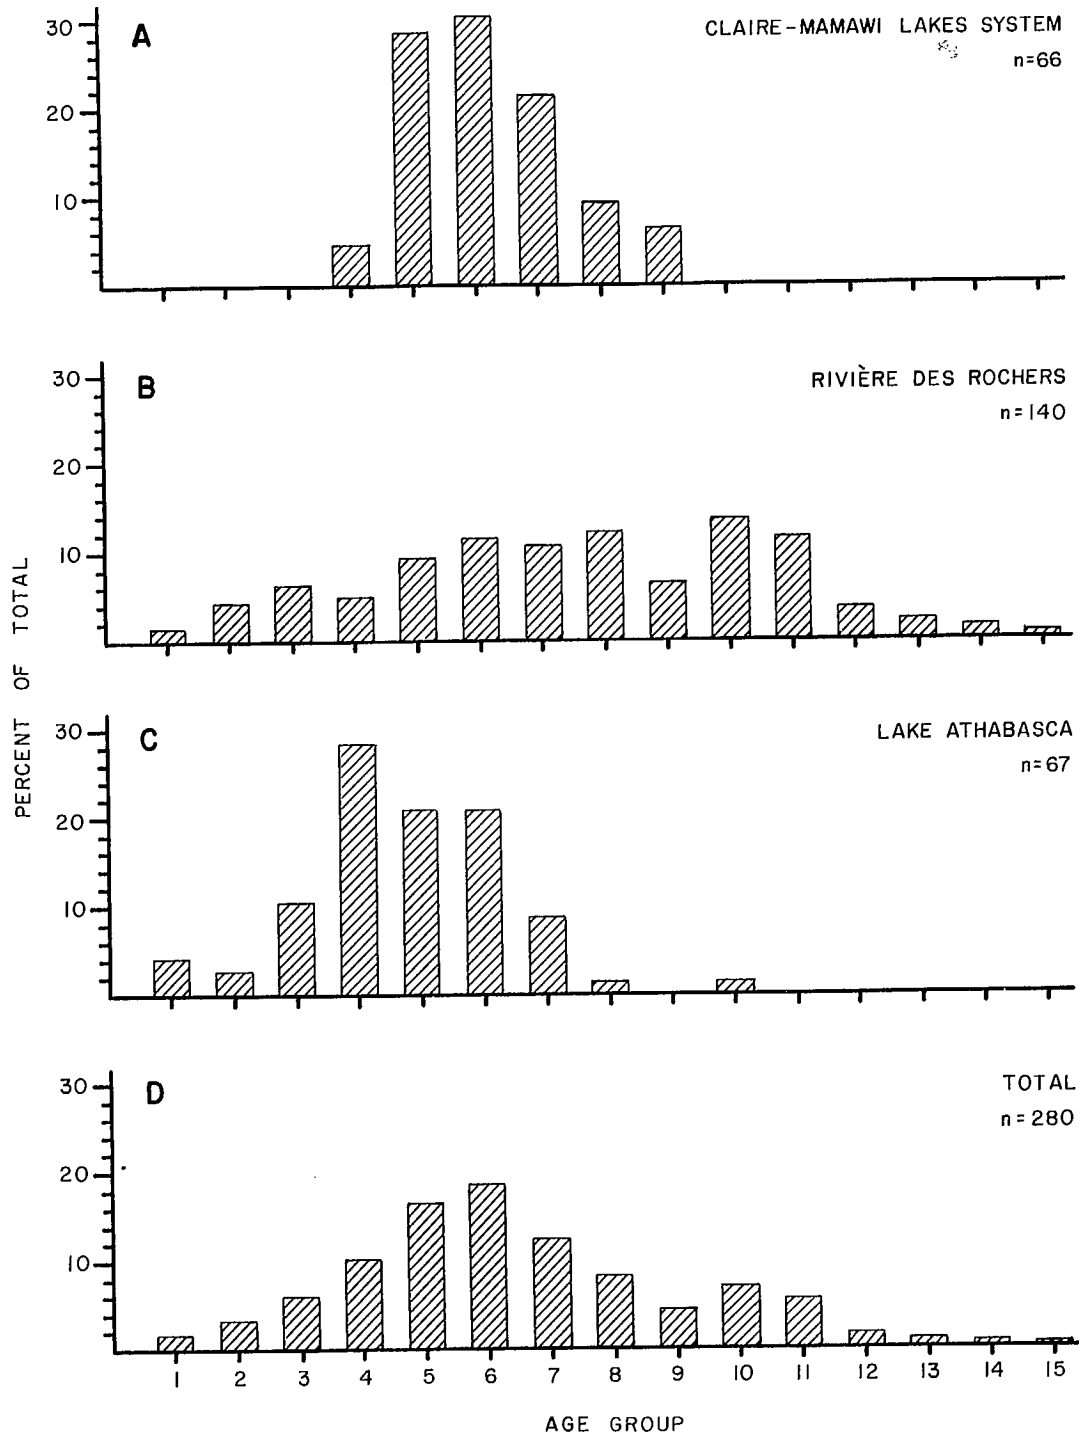 A
CLAIRE-MAMAWI LAKES SYSTEM
n=66
30
20
10
B
RIVIÈRE DES ROCHERS
n=140
30
20
10
C
LAKE ATHABASCA
n=67
30
20
10
D
TOTAL
n=280
30
20
10
PERCENT OF TOTAL
1 2 3 4 5 6 7 8 9 10 11 12 13 14 15
AGE GROUP